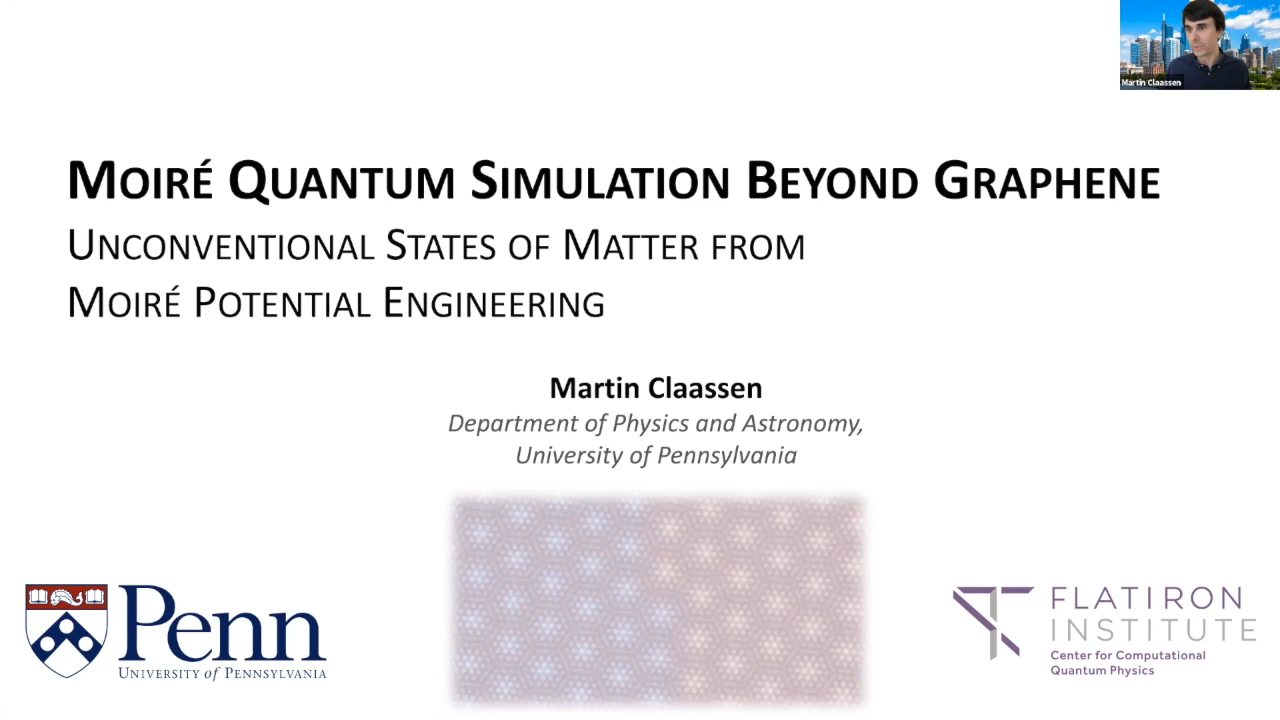 Martin Claassen
MOIRÉ QUANTUM SIMULATION BEYOND GRAPHENE
UNCONVENTIONAL STATES OF MATTER FROM
MOIRÉ POTENTIAL ENGINEERING
Martin Claassen
Department of Physics and Astronomy,
University of Pennsylvania
Penn
UNIVERSITY of PENNSYLVANIA
FLATIRON
INSTITUTE
Center for Computational
Quantum Physics